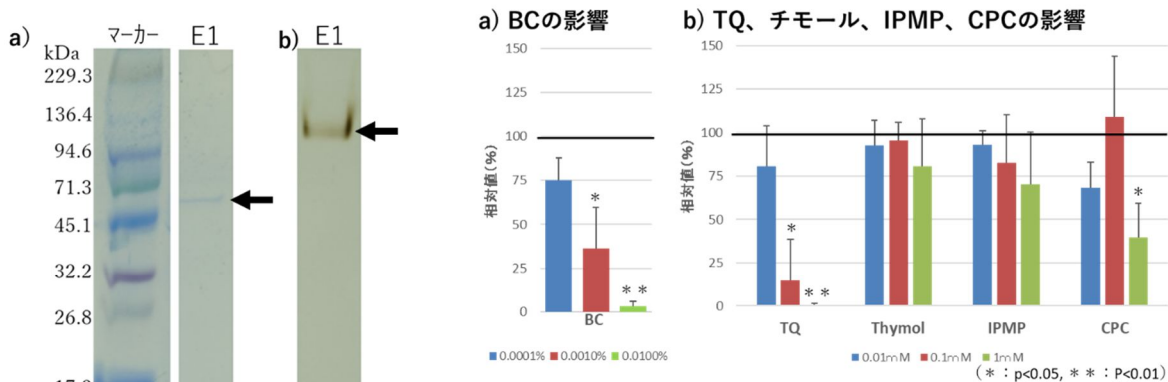 a)
マーカー
E1
kDa
229.3
136.4
94.6
71.3
45.1
32.2
26.8
b)
E1
a) BCの影響
相対値(%)
150
125
100
75
50
25
0
*
**
BC
0.0001%
0.0010%
0.0100%
b) TQ、チモール、IPMP、CPCの影響
相対値(%)
150
125
100
75
50
25
0
*
**
*
TQ
Thymol
IPMP
CPC
0.01mM
0.1mM
1mM
(*：p<0.05, **：P<0.01)